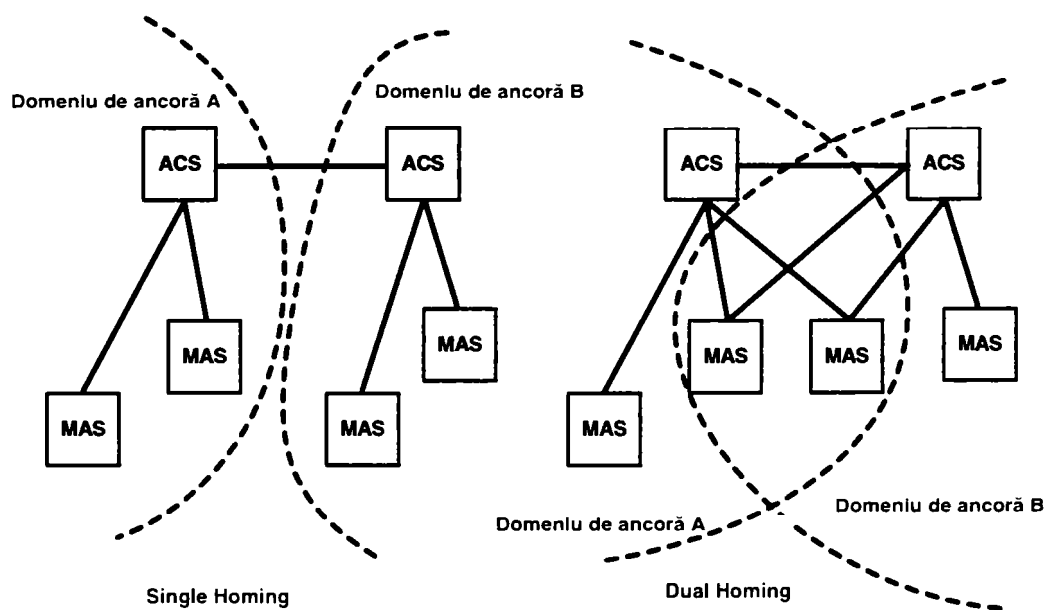 Domeniu de ancoră A
Domeniu de ancoră B
ACS
ACS
MAS
MAS
MAS
MAS
Single Homing
ACS
ACS
MAS
MAS
MAS
MAS
Domeniu de ancoră A
Domeniu de ancoră B
Dual Homing